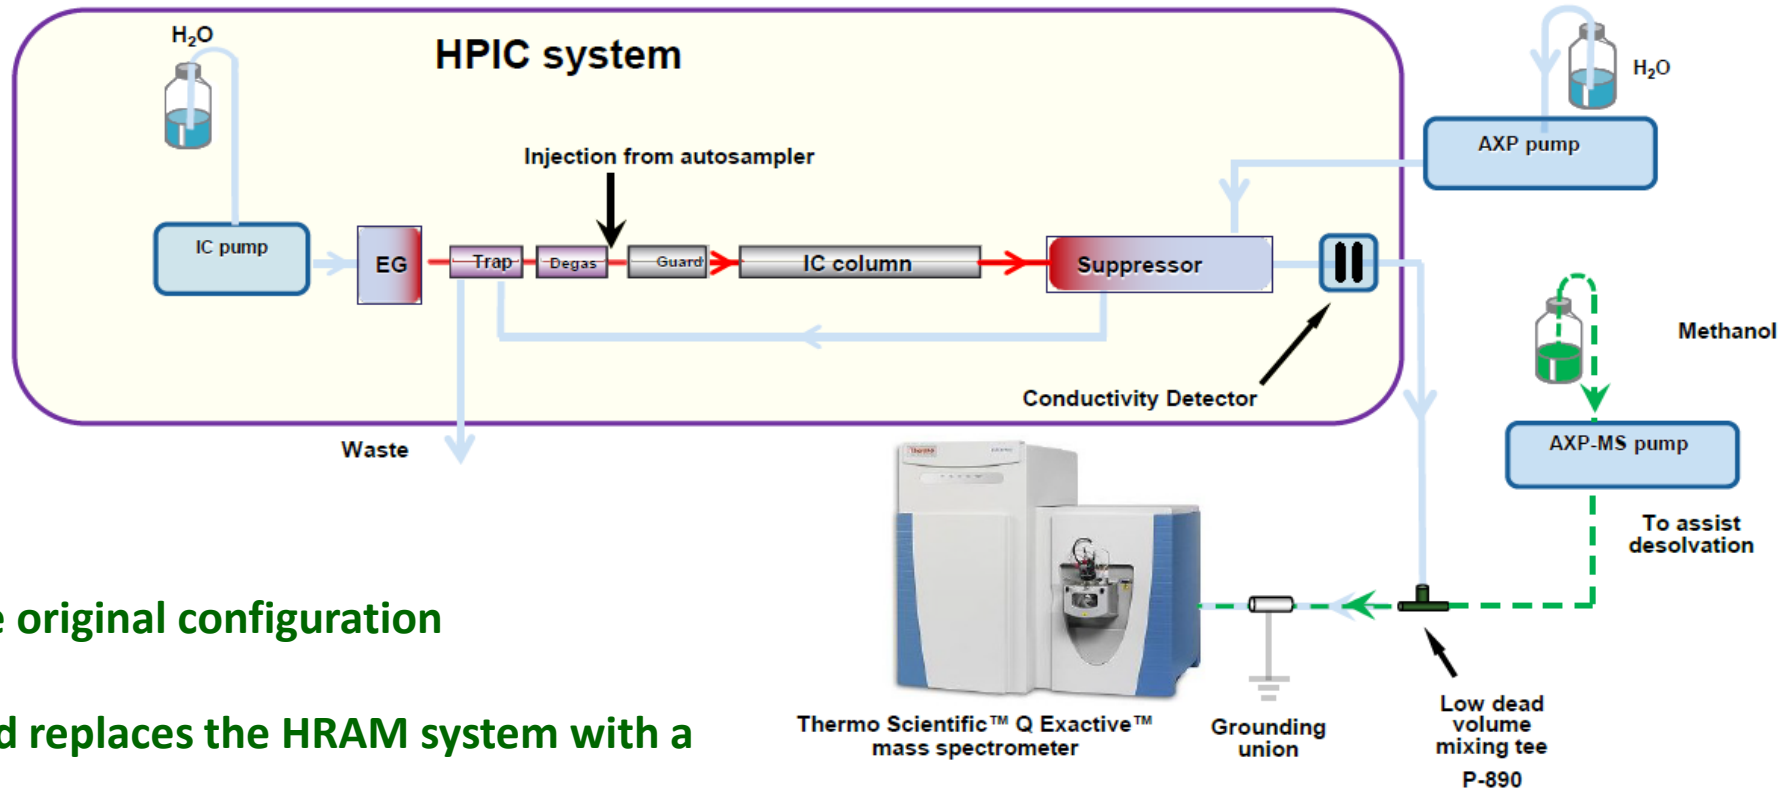 H₂O
HPIC system
H₂O
AXP pump
Injection from autosampler
IC pump
EG
Trap
Degas
Guard
IC column
Suppressor
Methanol
Conductivity Detector
Waste
AXP-MS pump
To assist
desolvation
e original configuration
d replaces the HRAM system with a
Thermo Scientific™ Q Exactive™
mass spectrometer
Grounding
union
Low dead
volume
mixing tee
P-890